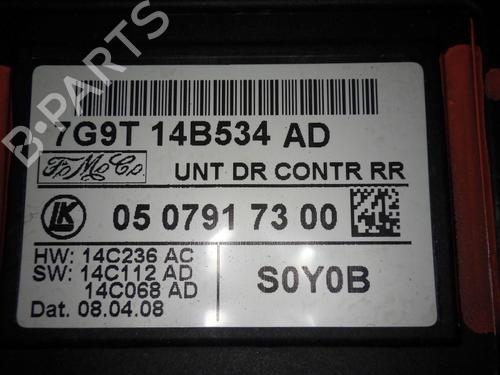 B-PARTS
7G9T 14B534 AD
FoMoCo
UNT DR CONTR RR
LK 05 0791 73 00
HW: 14C236 AC
SW: 14C112 AD
14C068 AD
Dat. 08.04.08
S0Y0B